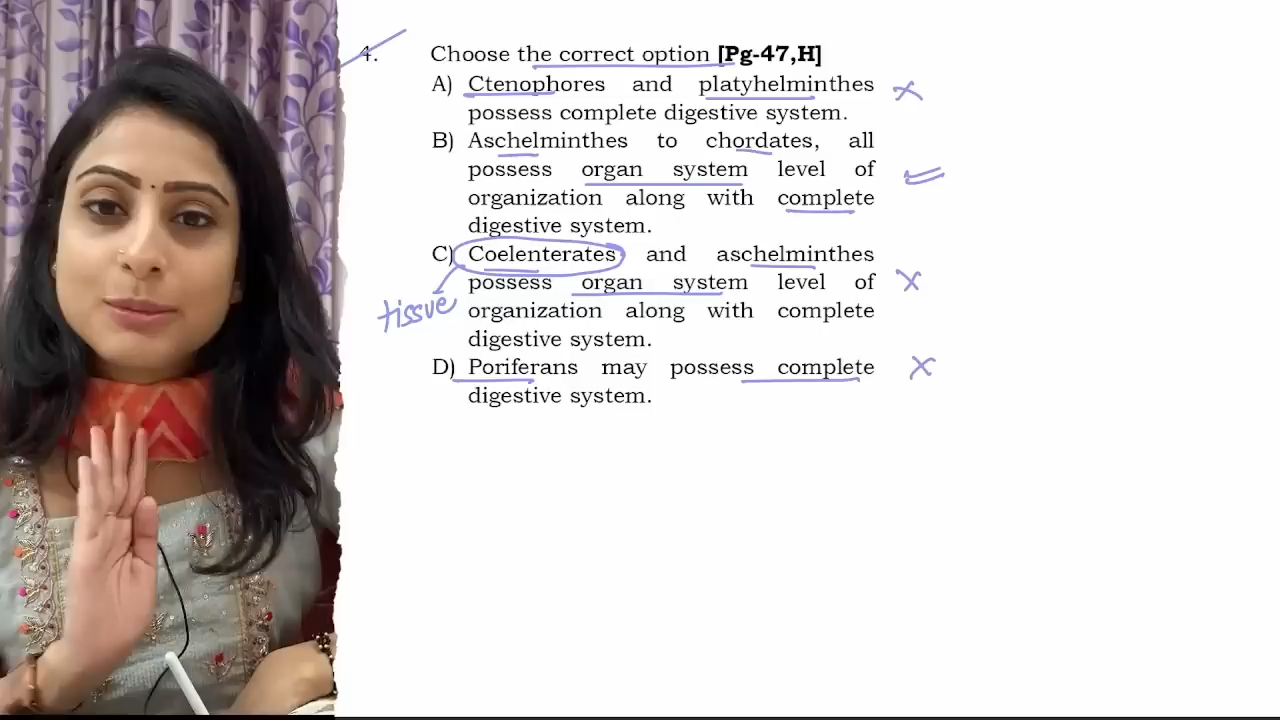 4. Choose the correct option [Pg-47,H]
A) Ctenophores and platyhelminthes
possess complete digestive system.
B) Aschelminthes to chordates, all
possess organ system level of
organization along with complete
digestive system.
C) Coelenterates and aschelminthes
possess organ system level of
tissue
organization along with complete
digestive system.
D) Poriferans may possess complete
digestive system.